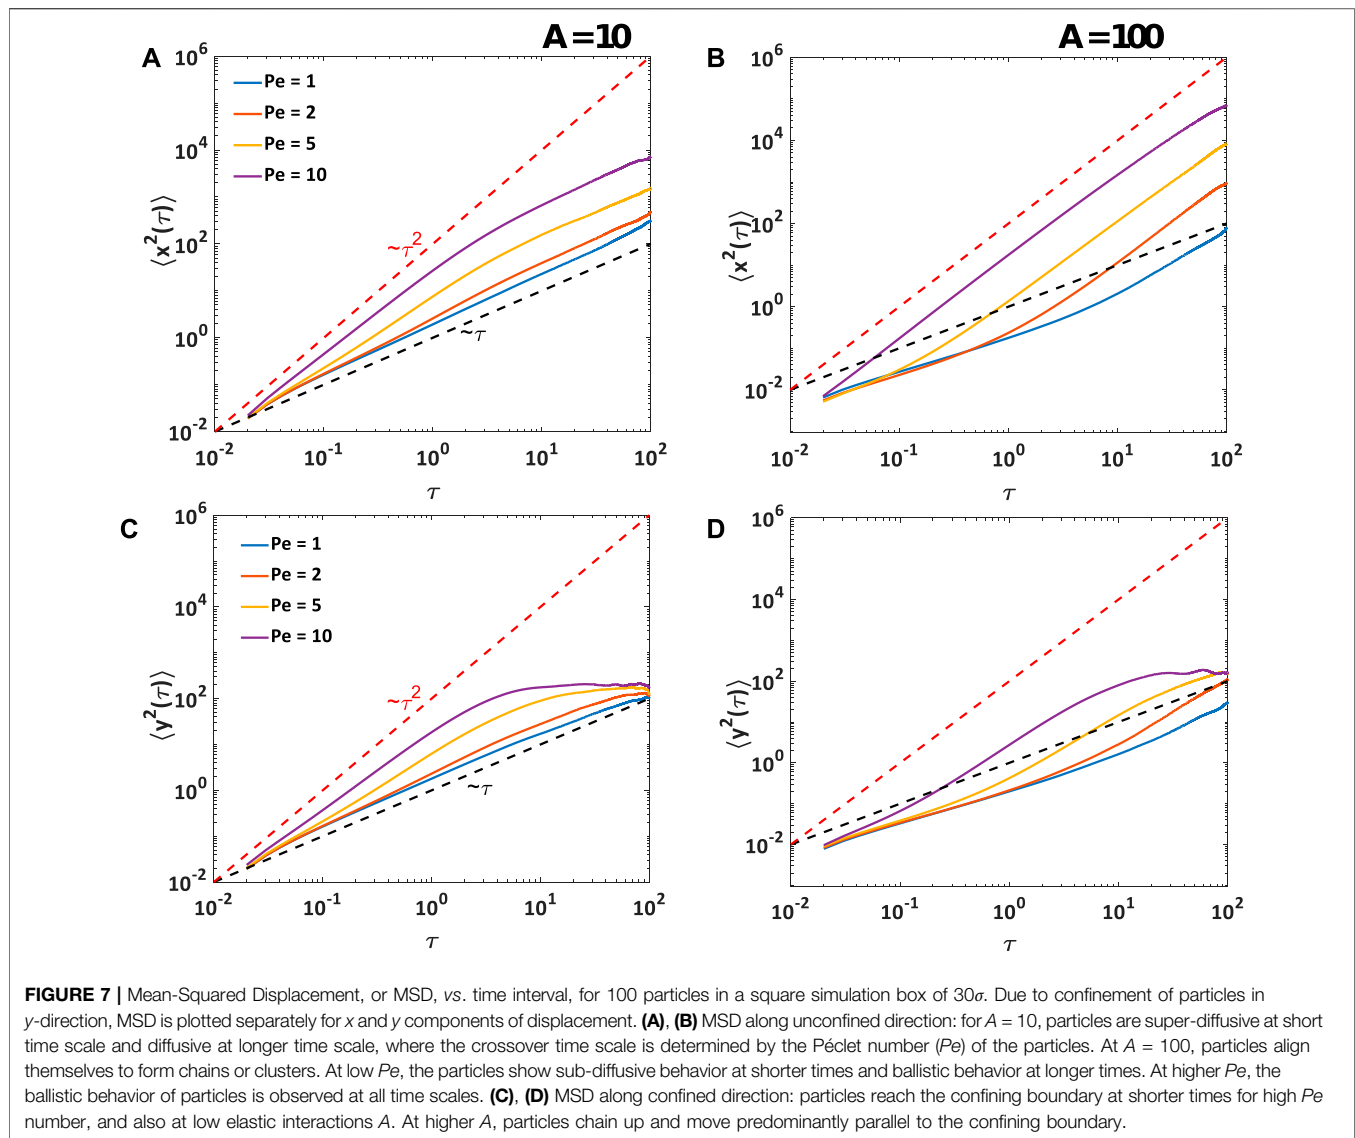 A = 10
A = 100
A
10^6
10^4
10^2
10^0
10^-2
⟨x^2(τ)⟩
Pe = 1
Pe = 2
Pe = 5
Pe = 10
~τ^2
~τ
10^-2 10^-1 10^0 10^1 10^2
τ
B
10^6
10^4
10^2
10^0
10^-2
⟨x^2(τ)⟩
10^-2 10^-1 10^0 10^1 10^2
τ
C
10^6
10^4
10^2
10^0
10^-2
⟨y^2(τ)⟩
Pe = 1
Pe = 2
Pe = 5
Pe = 10
~τ^2
~τ
10^-2 10^-1 10^0 10^1 10^2
τ
D
10^6
10^4
10^2
10^0
10^-2
⟨y^2(τ)⟩
10^-2 10^-1 10^0 10^1 10^2
τ
FIGURE 7 | Mean-Squared Displacement, or MSD, vs. time interval, for 100 particles in a square simulation box of 30σ. Due to confinement of particles in
y-direction, MSD is plotted separately for x and y components of displacement. (A), (B) MSD along unconfined direction: for A = 10, particles are super-diffusive at short
time scale and diffusive at longer time scale, where the crossover time scale is determined by the Péclet number (Pe) of the particles. At A = 100, particles align
themselves to form chains or clusters. At low Pe, the particles show sub-diffusive behavior at shorter times and ballistic behavior at longer times. At higher Pe, the
ballistic behavior of particles is observed at all time scales. (C), (D) MSD along confined direction: particles reach the confining boundary at shorter times for high Pe
number, and also at low elastic interactions A. At higher A, particles chain up and move predominantly parallel to the confining boundary.